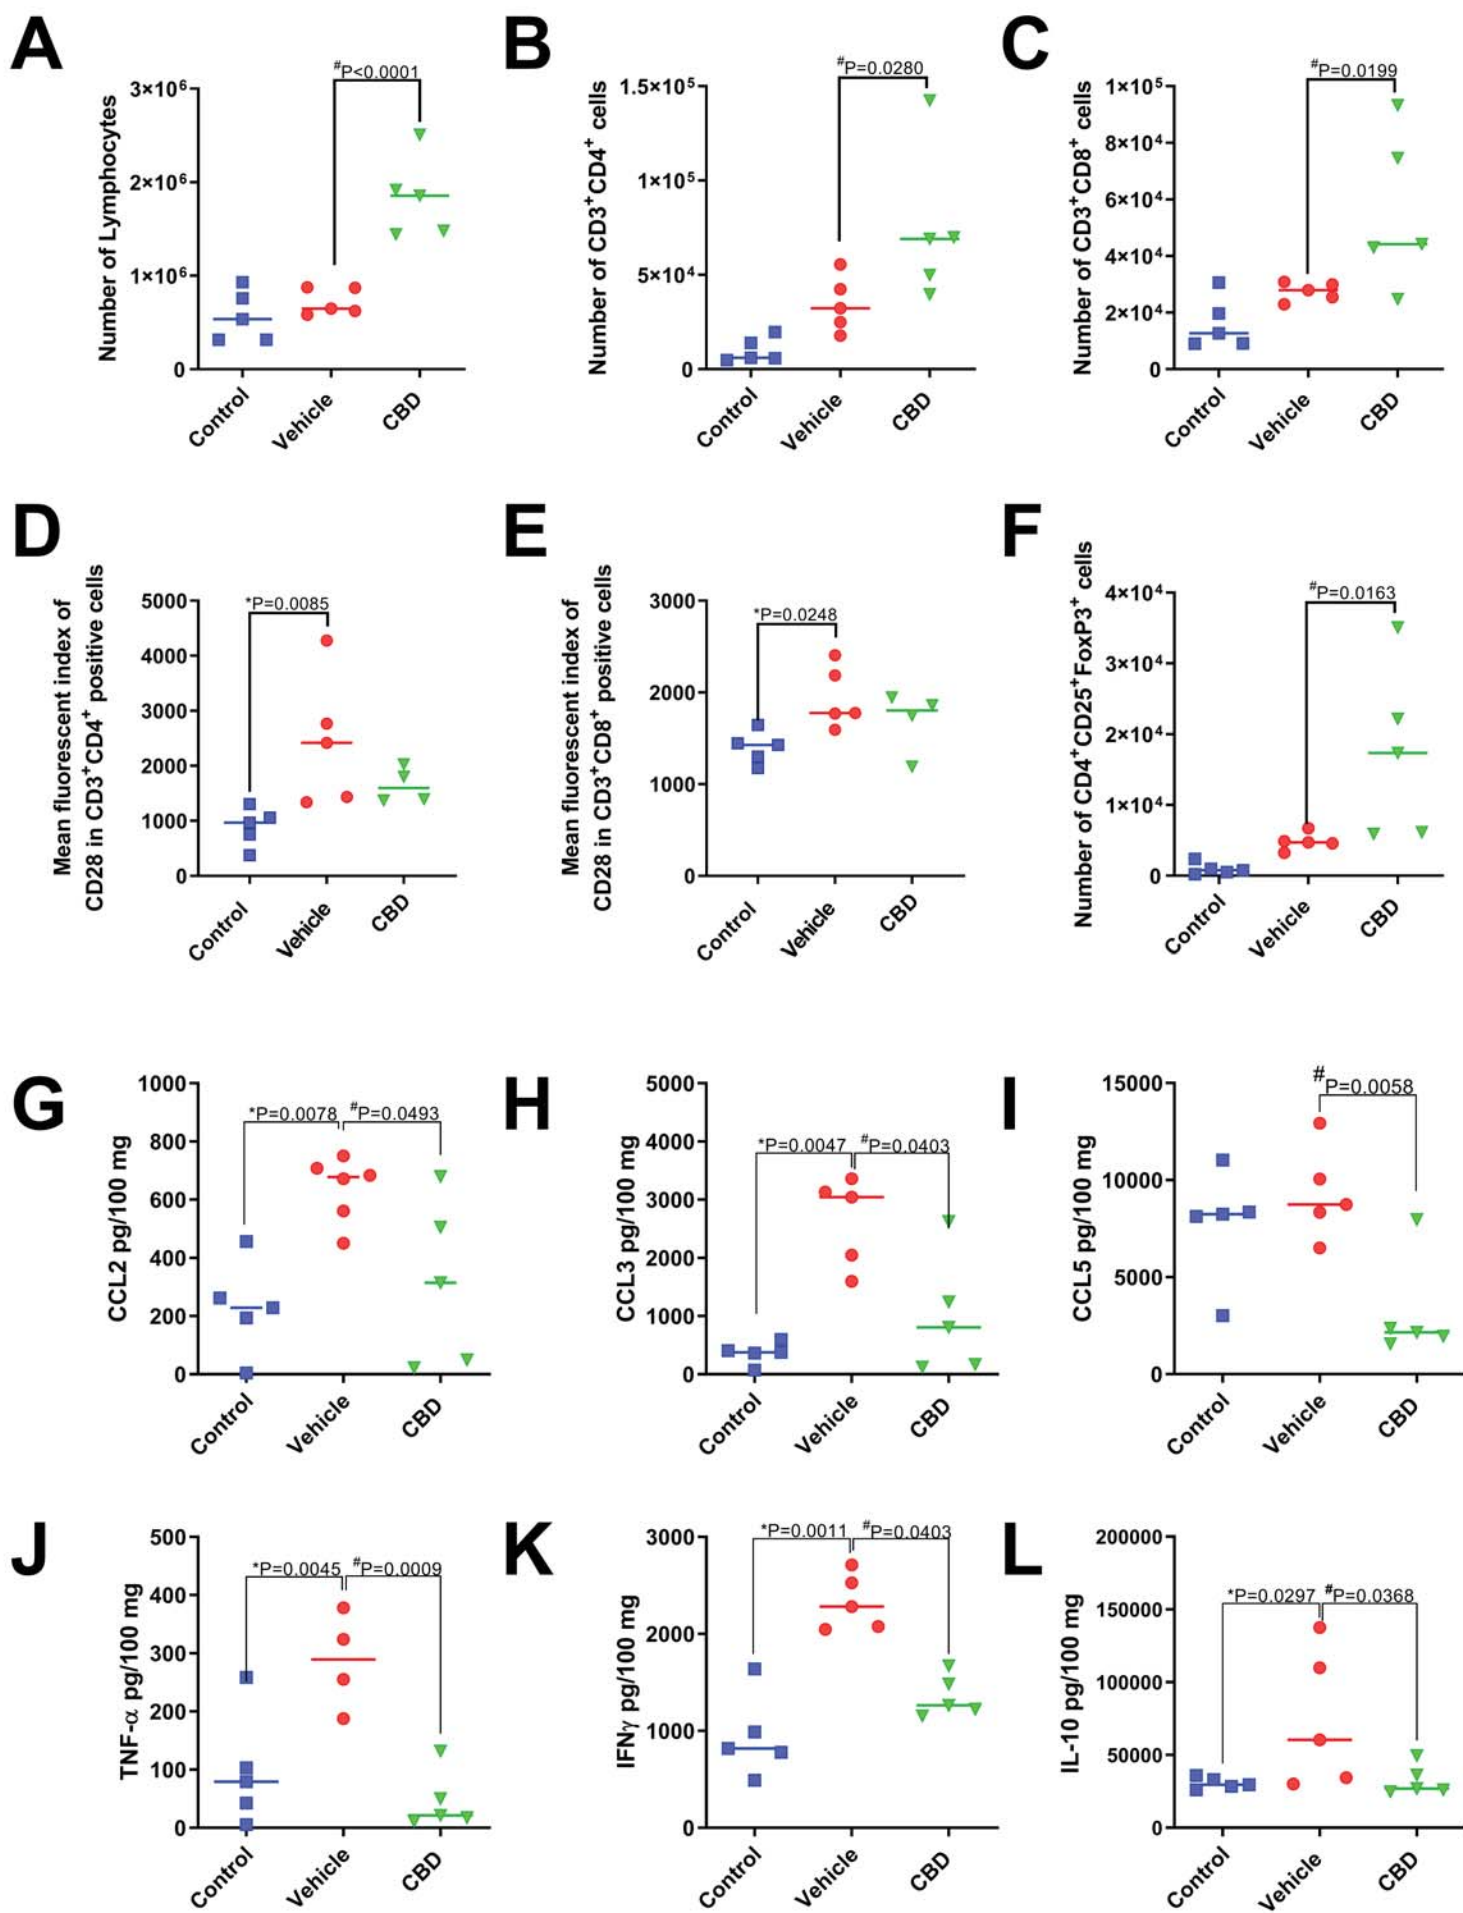 A
Number of Lymphocytes
#P<0.0001
3×10⁶
2×10⁶
1×10⁶
0
Control
Vehicle
CBD
B
Number of CD3⁺CD4⁺ cells
#P=0.0280
1.5×10⁵
1×10⁵
5×10⁴
0
Control
Vehicle
CBD
C
Number of CD3⁺CD8⁺ cells
#P=0.0199
1×10⁵
8×10⁴
6×10⁴
4×10⁴
2×10⁴
0
Control
Vehicle
CBD
D
Mean fluorescent index of
CD28 in CD3⁺CD4⁺ positive cells
*P=0.0085
5000
4000
3000
2000
1000
0
Control
Vehicle
CBD
E
Mean fluorescent index of
CD28 in CD3⁺CD8⁺ positive cells
*P=0.0248
3000
2000
1000
0
Control
Vehicle
CBD
F
Number of CD4⁺CD25⁺FoxP3⁺ cells
#P=0.0163
4×10⁴
3×10⁴
2×10⁴
1×10⁴
0
Control
Vehicle
CBD
G
CCL2 pg/100 mg
*P=0.0078 #P=0.0493
1000
800
600
400
200
0
Control
Vehicle
CBD
H
CCL3 pg/100 mg
*P=0.0047 #P=0.0403
5000
4000
3000
2000
1000
0
Control
Vehicle
CBD
I
CCL5 pg/100 mg
#
P=0.0058
15000
10000
5000
0
Control
Vehicle
CBD
J
TNF-α pg/100 mg
*P=0.0045 #P=0.0009
500
400
300
200
100
0
Control
Vehicle
CBD
K
IFNγ pg/100 mg
*P=0.0011 #P=0.0403
3000
2000
1000
0
Control
Vehicle
CBD
L
IL-10 pg/100 mg
*P=0.0297 #P=0.0368
200000
150000
100000
50000
0
Control
Vehicle
CBD